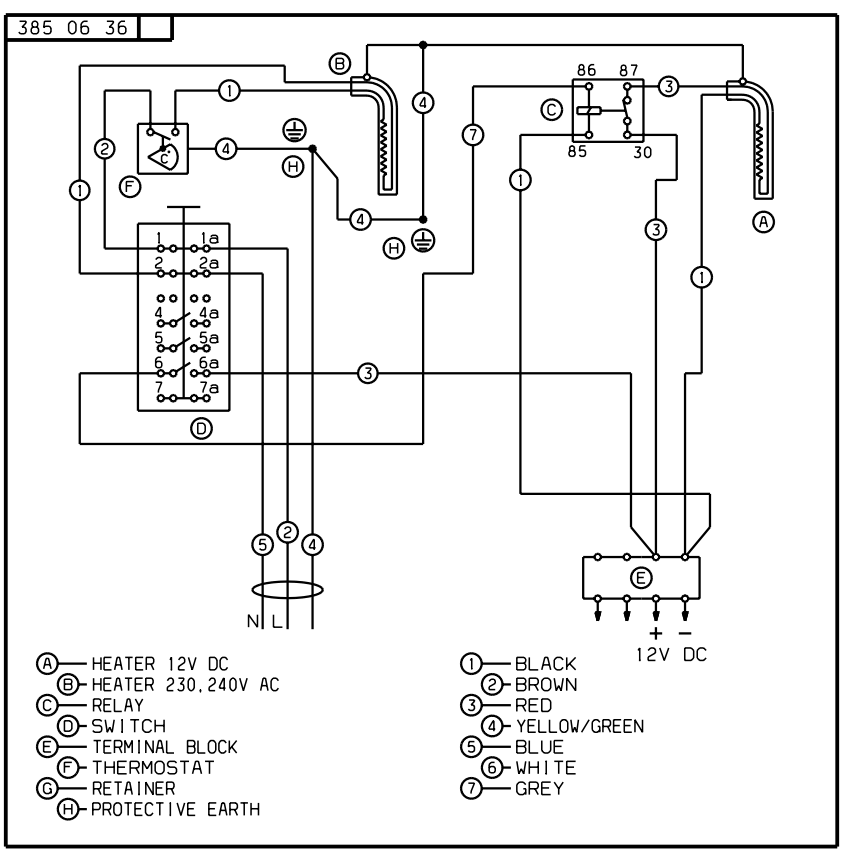 385 06 36
B
86 87
1
3
C
4
4
7
2
85 30
C°
4
H
F
1
1
A
4
3
H
1 1a
2 2a
1
4 4a
5 5a
6 6a
3
7 7a
D
2
5
4
E
N L
+ −
12V DC
A HEATER 12V DC
B HEATER 230,240V AC
C RELAY
D SWITCH
E TERMINAL BLOCK
F THERMOSTAT
G RETAINER
H PROTECTIVE EARTH
1 BLACK
2 BROWN
3 RED
4 YELLOW/GREEN
5 BLUE
6 WHITE
7 GREY